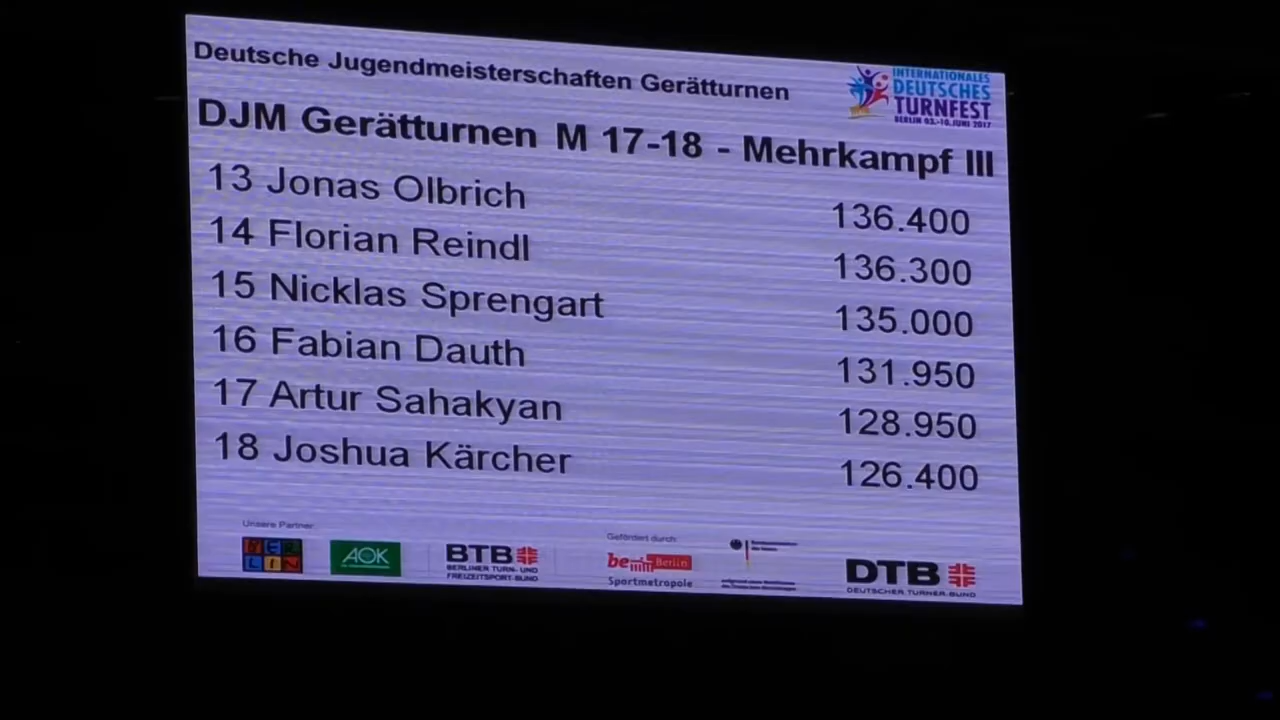 Deutsche Jugendmeisterschaften Gerätturnen
INTERNATIONALES
DEUTSCHES
TURNFEST
BERLIN 03.-10. JUNI 2017
DJM Gerätturnen M 17-18 - Mehrkampf III
13 Jonas Olbrich 136.400
14 Florian Reindl 136.300
15 Nicklas Sprengart 135.000
16 Fabian Dauth 131.950
17 Artur Sahakyan 128.950
18 Joshua Kärcher 126.400
Unsere Partner:
BERLIN
AOK
BTB
BERLINER TURN- UND
FREIZEITSPORT-BUND
Gefördert durch:
be Berlin
Sportmetropole
DTB
DEUTSCHER TURNER-BUND